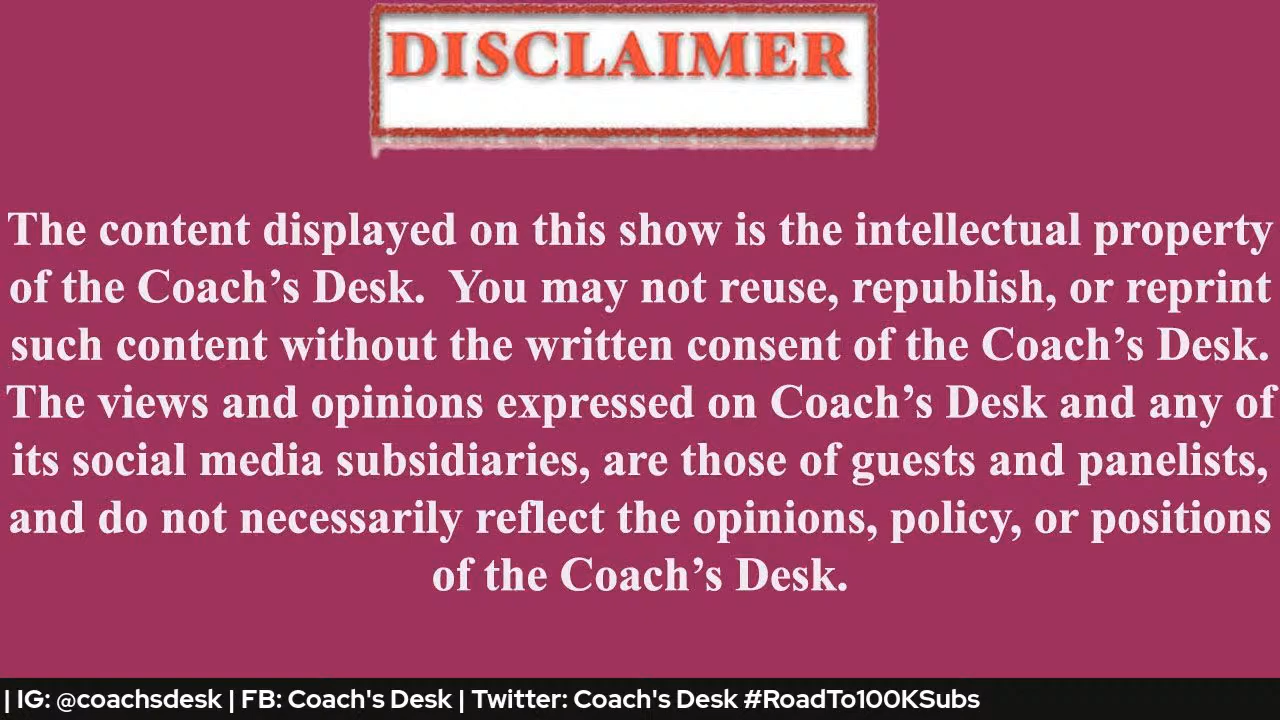 DISCLAIMER
The content displayed on this show is the intellectual property
of the Coach’s Desk.  You may not reuse, republish, or reprint
such content without the written consent of the Coach’s Desk.
The views and opinions expressed on Coach’s Desk and any of
its social media subsidiaries, are those of guests and panelists,
and do not necessarily reflect the opinions, policy, or positions
of the Coach’s Desk.
| IG: @coachsdesk | FB: Coach's Desk | Twitter: Coach's Desk #RoadTo100KSubs